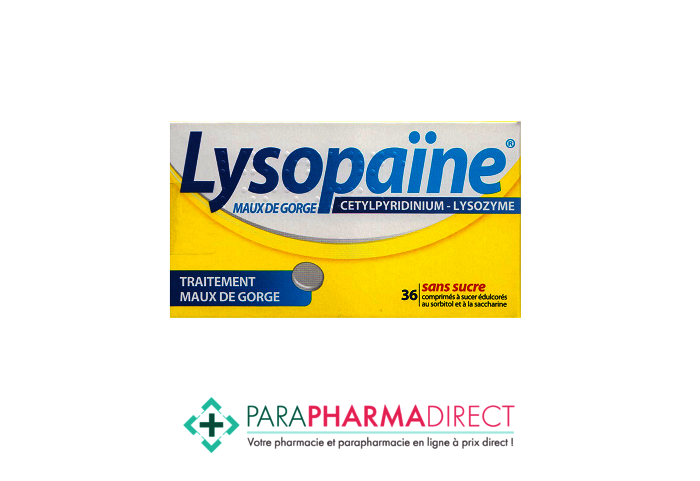 Lysopaïne®
MAUX DE GORGE CETYLPYRIDINIUM - LYSOZYME
TRAITEMENT
MAUX DE GORGE
36 sans sucre
comprimés à sucer édulcorés
au sorbitol et à la saccharine
PARAPHARMADIRECT
Votre pharmacie et parapharmacie en ligne à prix direct !